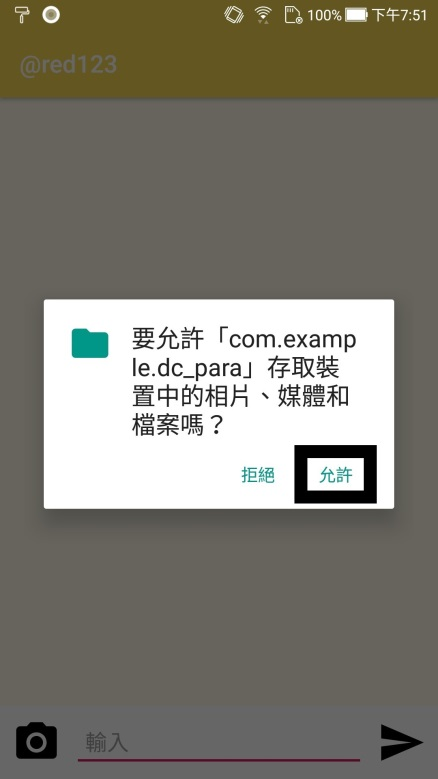 100% 下午7:51
@red123
要允許「com.examp
le.dc_para」存取裝
置中的相片、媒體和
檔案嗎？
拒絕 允許
輸入